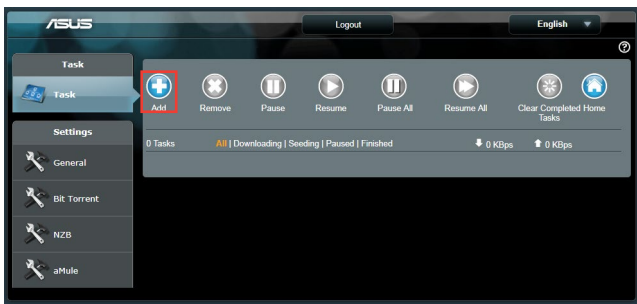 ASUS
Logout
English
?
Task
Task
Settings
General
Bit Torrent
NZB
aMule
Add
Remove
Pause
Resume
Pause All
Resume All
Clear Completed Tasks
Home
0 Tasks
All | Downloading | Seeding | Paused | Finished
0 KBps
0 KBps